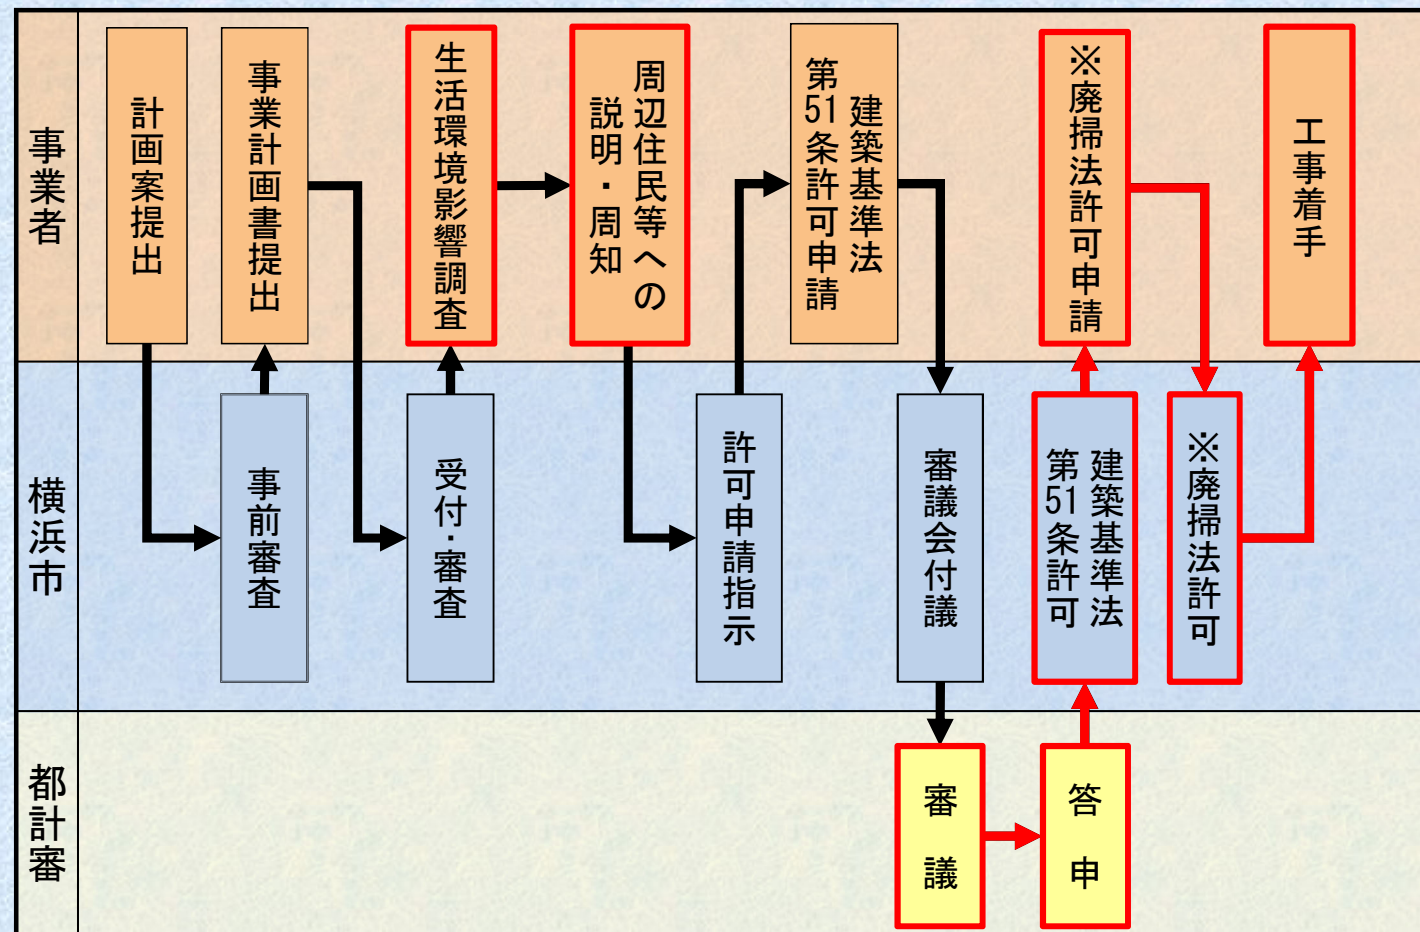 事業者
計画案提出
事業計画書提出
生活環境影響調査
周辺住民等への
説明・周知
建築基準法
第51条許可申請
※廃掃法許可申請
工事着手
横浜市
事前審査
受付・審査
許可申請指示
審議会付議
建築基準法
第51条許可
※廃掃法許可
都計審
審議
答申